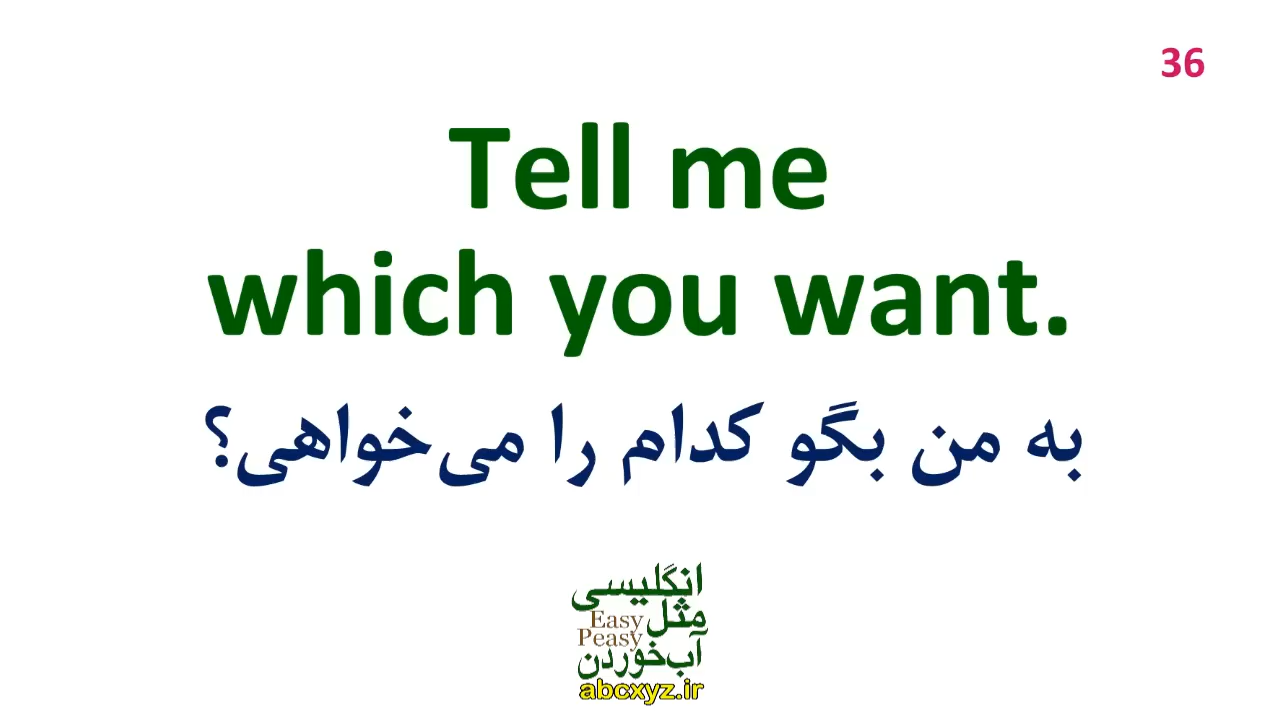 36
Tell me
which you want.
به من بگو کدام را می‌خواهی؟
انگلیسی
مثل
Easy
Peasy
آب‌خوردن
abcxyz.ir